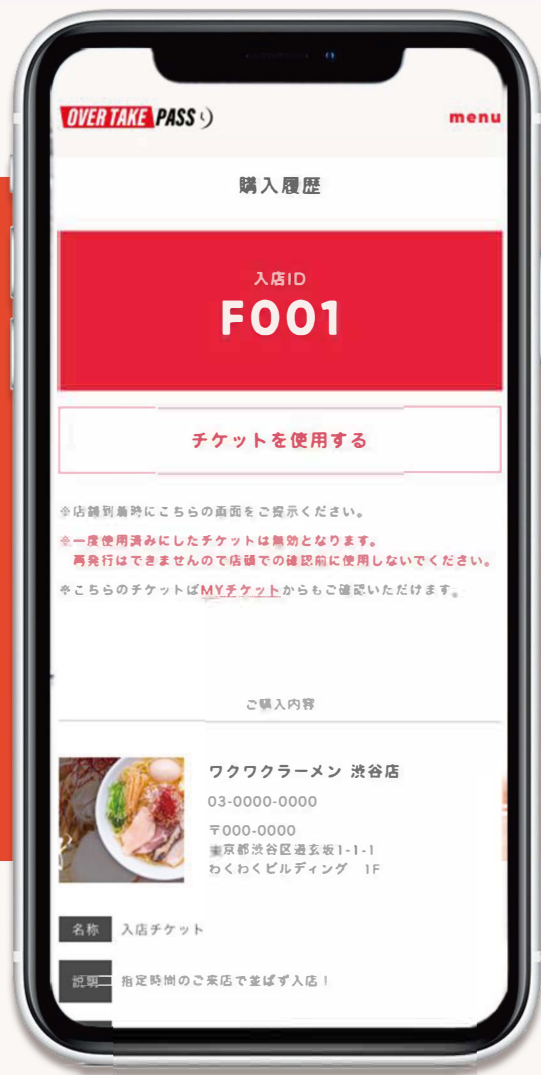 OVER TAKE PASS
menu
購入履歴
入店ID
F001
チケットを使用する
※店舗到着時にこちらの画面をご提示ください。
※一度使用済みにしたチケットは無効となります。
再発行はできませんので店頭での確認前に使用しないでください。
※こちらのチケットはMYチケットからもご確認いただけます。
ご購入内容
ワクワクラーメン 渋谷店
03-0000-0000
〒000-0000
東京都渋谷区道玄坂1-1-1
わくわくビルディング 1F
名称 入店チケット
説明 指定時間のご来店で並ばず入店！